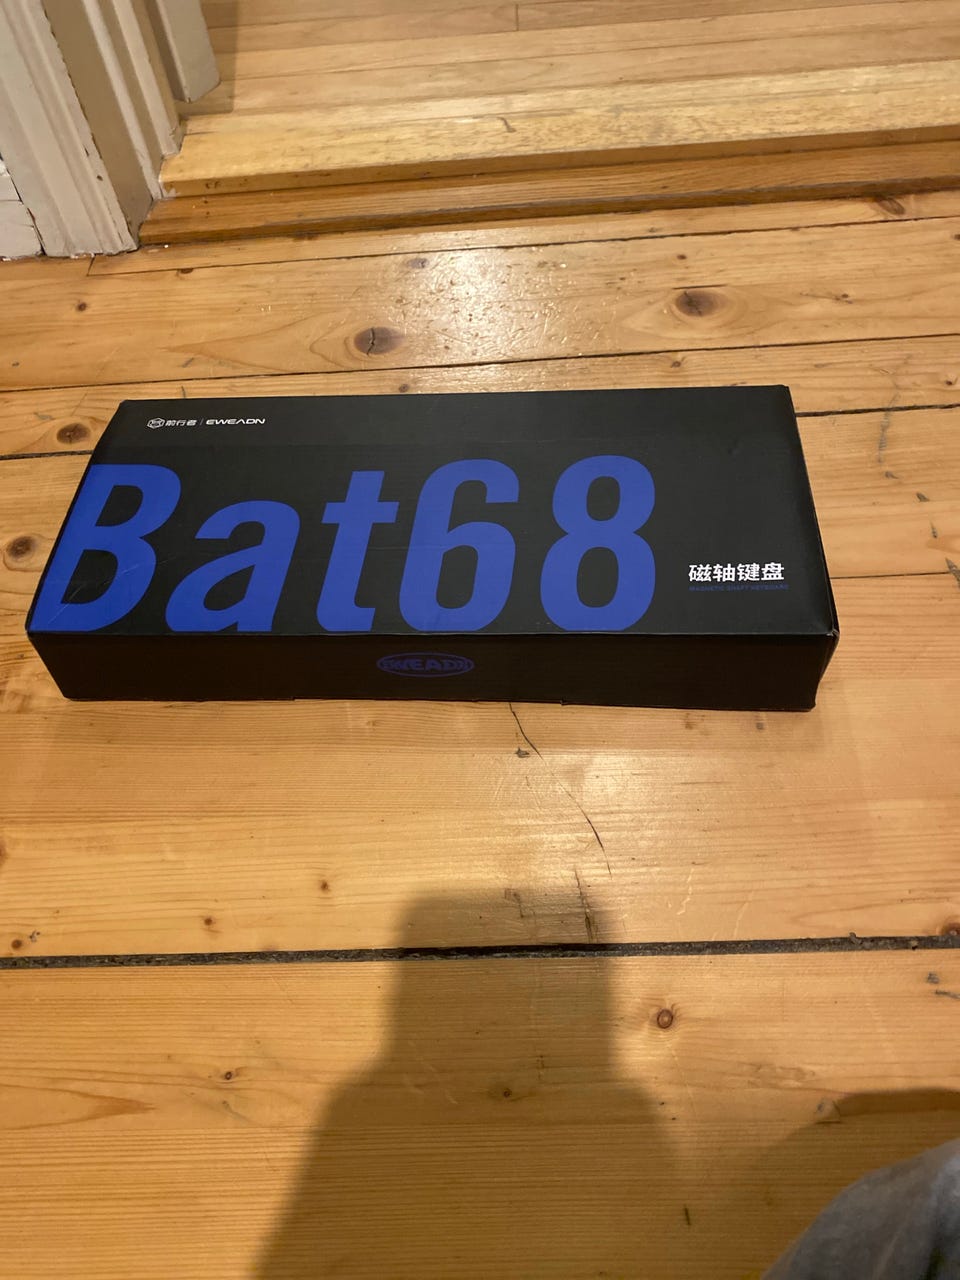 前行者 | EWEADN
Bat68
磁轴键盘
MAGNETIC SHAFT KEYBOARD
EWEADN